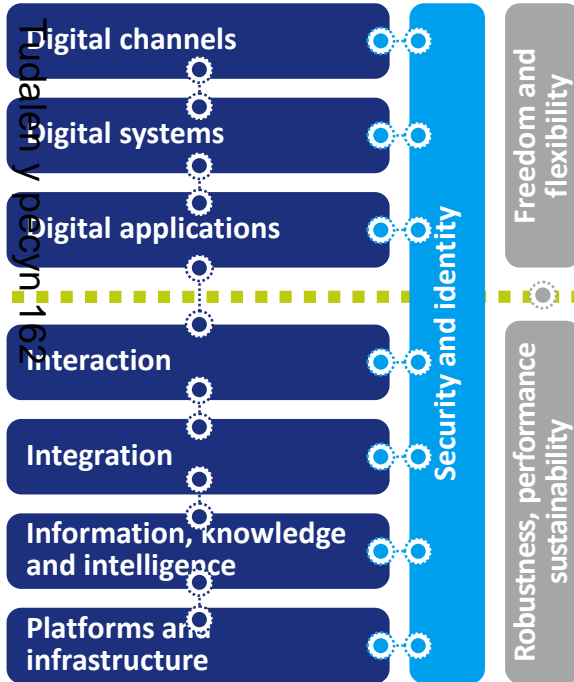 Digital channels
Digital systems
Digital applications
Interaction
Integration
Information, knowledge
and intelligence
Platforms and
infrastructure
Security and identity
Freedom and
flexibility
Robustness, performance
sustainability
Tudalen y pecyn 162